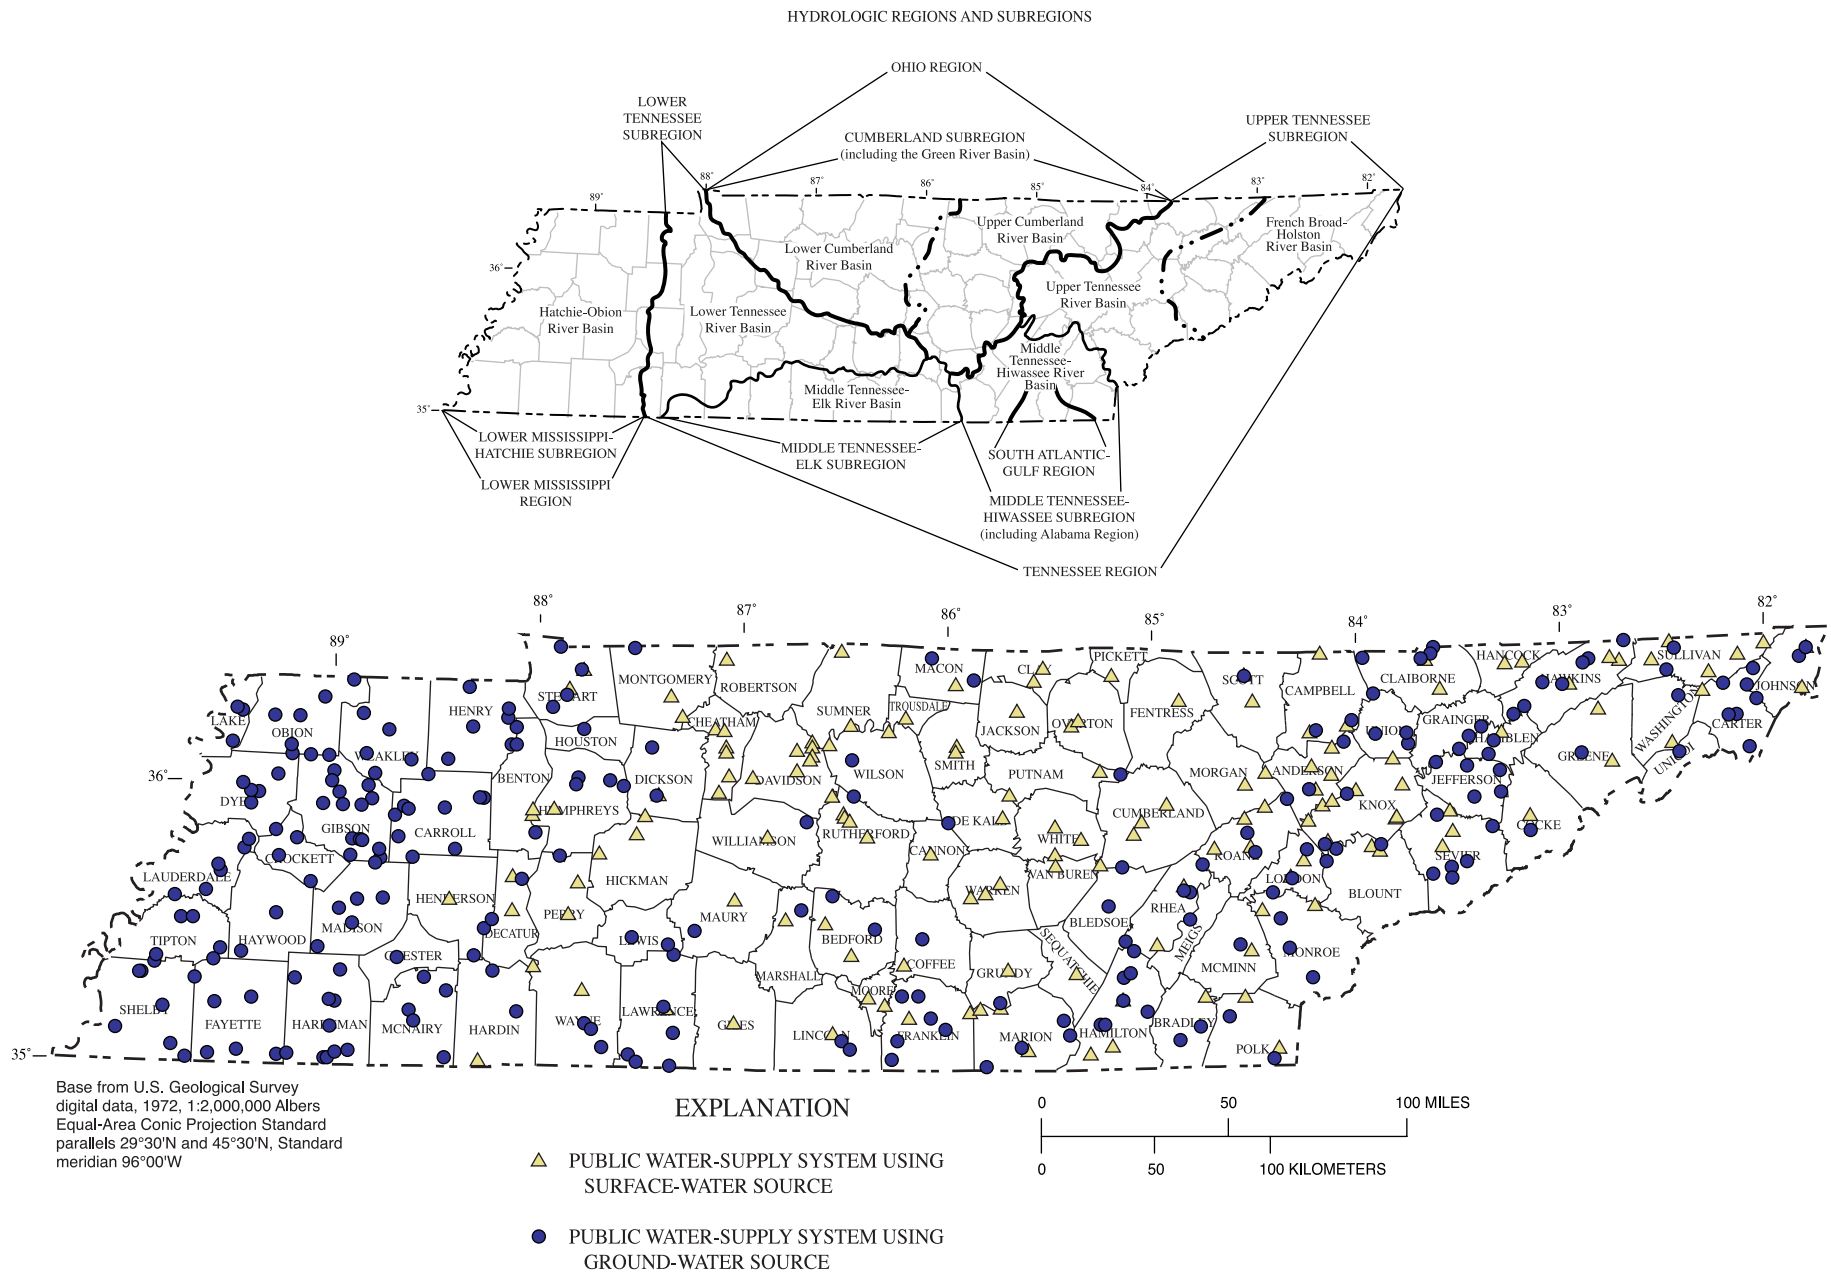 HYDROLOGIC REGIONS AND SUBREGIONS
OHIO REGION
LOWER
TENNESSEE
SUBREGION
CUMBERLAND SUBREGION
(including the Green River Basin)
UPPER TENNESSEE
SUBREGION
89°
88°
87°
86°
85°
84°
83°
82°
36°
35°
Hatchie-Obion
River Basin
Lower Tennessee
River Basin
Lower Cumberland
River Basin
Upper Cumberland
River Basin
Upper Tennessee
River Basin
French Broad-
Holston
River Basin
Middle
Tennessee-
Hiwassee River
Basin
Middle Tennessee-
Elk River Basin
LOWER MISSISSIPPI-
HATCHIE SUBREGION
LOWER MISSISSIPPI
REGION
MIDDLE TENNESSEE-
ELK SUBREGION
SOUTH ATLANTIC-
GULF REGION
MIDDLE TENNESSEE-
HIWASSEE SUBREGION
(including Alabama Region)
TENNESSEE REGION
89°
88°
87°
86°
85°
84°
83°
82°
36°
35°
LAKE
OBION
WEAKLEY
HENRY
STEWART
MONTGOMERY
ROBERTSON
SUMNER
MACON
TROUSDALE
CLAY
PICKETT
JACKSON
OVERTON
FENTRESS
SCOTT
CAMPBELL
CLAIBORNE
HANCOCK
HAWKINS
SULLIVAN
JOHNSON
CARTER
WASHINGTON
UNICOI
GREENE
HAMBLEN
GRAINGER
UNION
ANDERSON
JEFFERSON
COCKE
SEVIER
KNOX
BLOUNT
LOUDON
ROANE
MORGAN
CUMBERLAND
PUTNAM
SMITH
WILSON
DAVIDSON
CHEATHAM
DICKSON
HOUSTON
HUMPHREYS
BENTON
CARROLL
GIBSON
DYER
CROCKETT
LAUDERDALE
TIPTON
HAYWOOD
MADISON
HENDERSON
DECATUR
PERRY
HICKMAN
WILLIAMSON
RUTHERFORD
CANNON
DE KALB
WHITE
VAN BUREN
WARREN
BLEDSOE
RHEA
MEIGS
MCMINN
MONROE
POLK
BRADLEY
HAMILTON
SEQUATCHIE
MARION
GRUNDY
COFFEE
FRANKLIN
MOORE
BEDFORD
LINCOLN
MARSHALL
MAURY
LEWIS
GILES
LAWRENCE
WAYNE
HARDIN
CHESTER
MCNAIRY
HARDEMAN
FAYETTE
SHELBY
Base from U.S. Geological Survey
digital data, 1972, 1:2,000,000 Albers
Equal-Area Conic Projection Standard
parallels 29°30'N and 45°30'N, Standard
meridian 96°00'W
EXPLANATION
PUBLIC WATER-SUPPLY SYSTEM USING
SURFACE-WATER SOURCE
PUBLIC WATER-SUPPLY SYSTEM USING
GROUND-WATER SOURCE
0 50 100 MILES
0 50 100 KILOMETERS